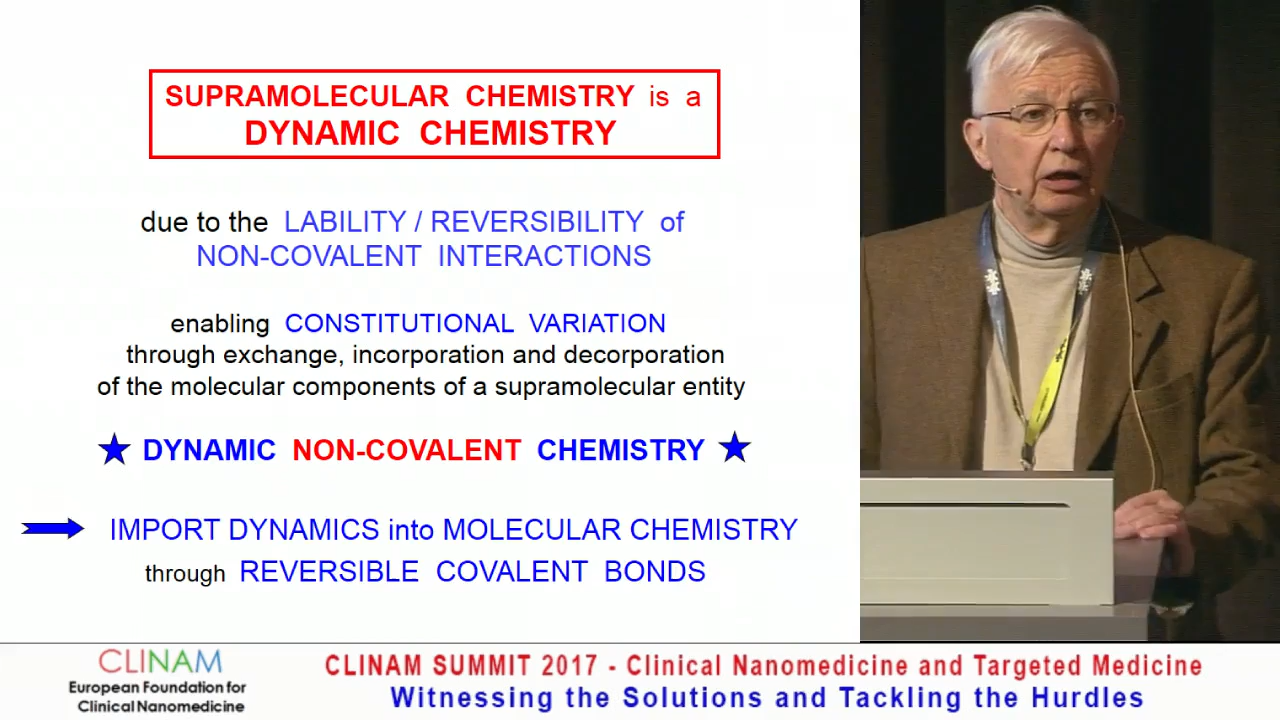 SUPRAMOLECULAR CHEMISTRY is a
DYNAMIC CHEMISTRY
due to the LABILITY / REVERSIBILITY of
NON-COVALENT INTERACTIONS
enabling CONSTITUTIONAL VARIATION
through exchange, incorporation and decorporation
of the molecular components of a supramolecular entity
DYNAMIC NON-COVALENT CHEMISTRY
IMPORT DYNAMICS into MOLECULAR CHEMISTRY
through REVERSIBLE COVALENT BONDS
CLINAM
European Foundation for
Clinical Nanomedicine
CLINAM SUMMIT 2017 - Clinical Nanomedicine and Targeted Medicine
Witnessing the Solutions and Tackling the Hurdles